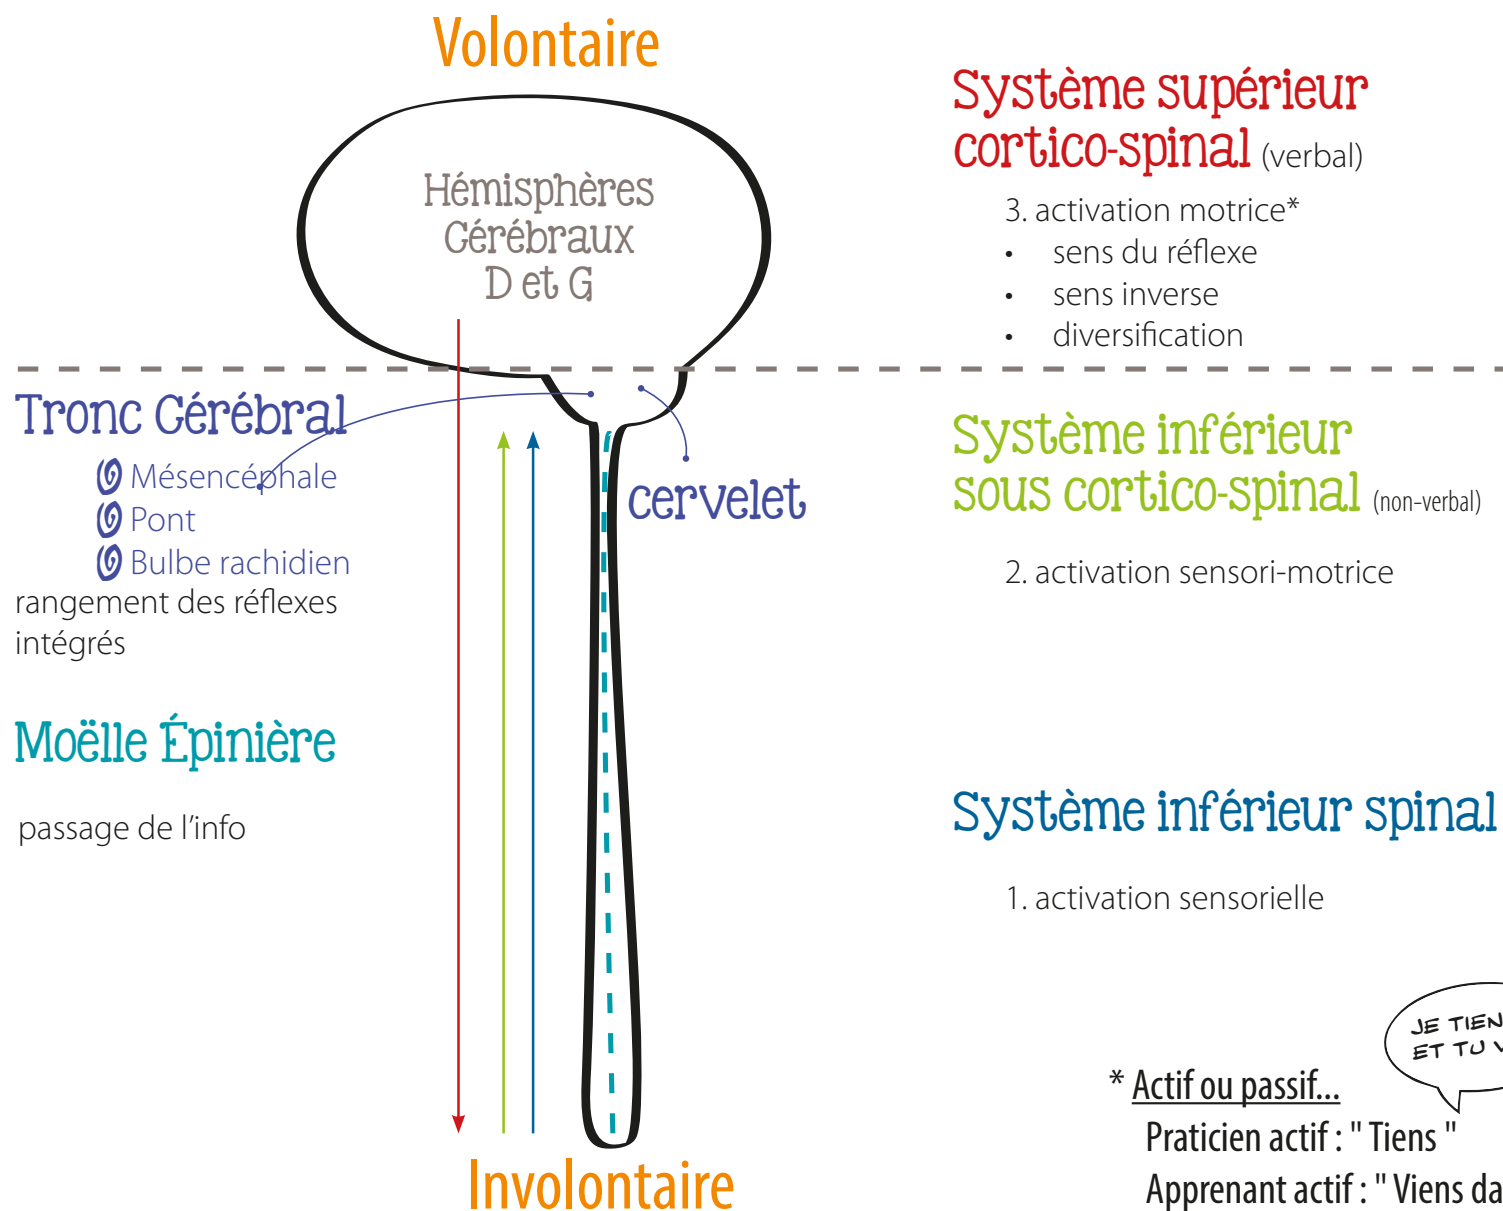 Volontaire
Hémisphères
Cérébraux
D et G
Système supérieur
cortico-spinal (verbal)
3. activation motrice*
• sens du réflexe
• sens inverse
• diversification
Tronc Cérébral
Mésencéphale
Pont
Bulbe rachidien
rangement des réflexes
intégrés
cervelet
Système inférieur
sous cortico-spinal (non-verbal)
2. activation sensori-motrice
Moëlle Épinière
passage de l'info
Système inférieur spinal
1. activation sensorielle
JE TIEN
ET TU
* Actif ou passif...
Praticien actif : " Tiens "
Apprenant actif : " Viens da
Involontaire